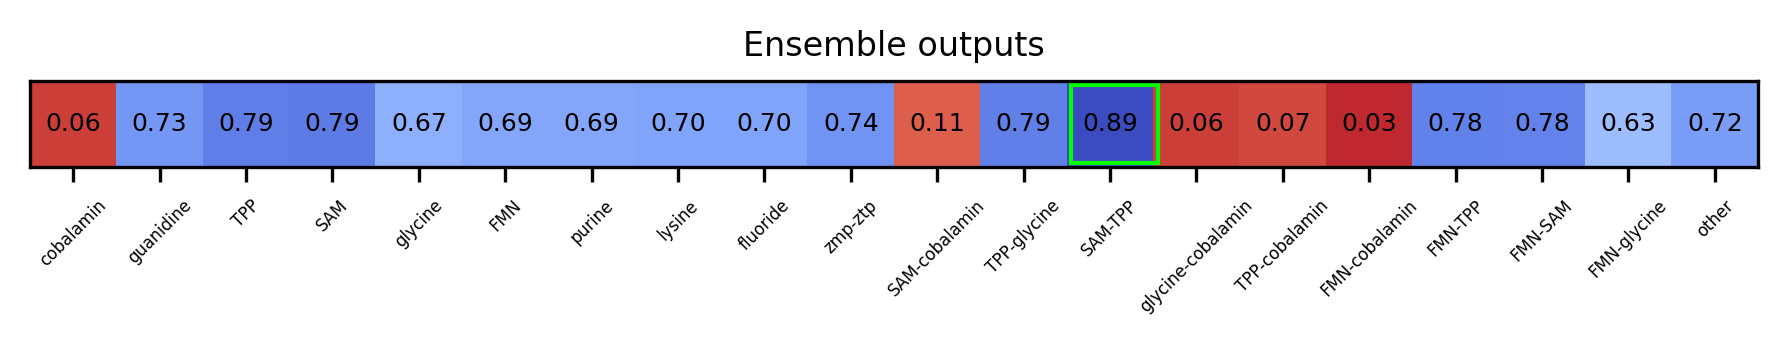 Ensemble outputs
0.06 0.73 0.79 0.79 0.67 0.69 0.69 0.70 0.70 0.74 0.11 0.79 0.89 0.06 0.07 0.03 0.78 0.78 0.63 0.72
cobalamin guanidine TPP SAM glycine FMN purine lysine fluoride zmp-ztp SAM-cobalamin TPP-glycine SAM-TPP glycine-cobalamin TPP-cobalamin FMN-cobalamin FMN-TPP FMN-SAM FMN-glycine other